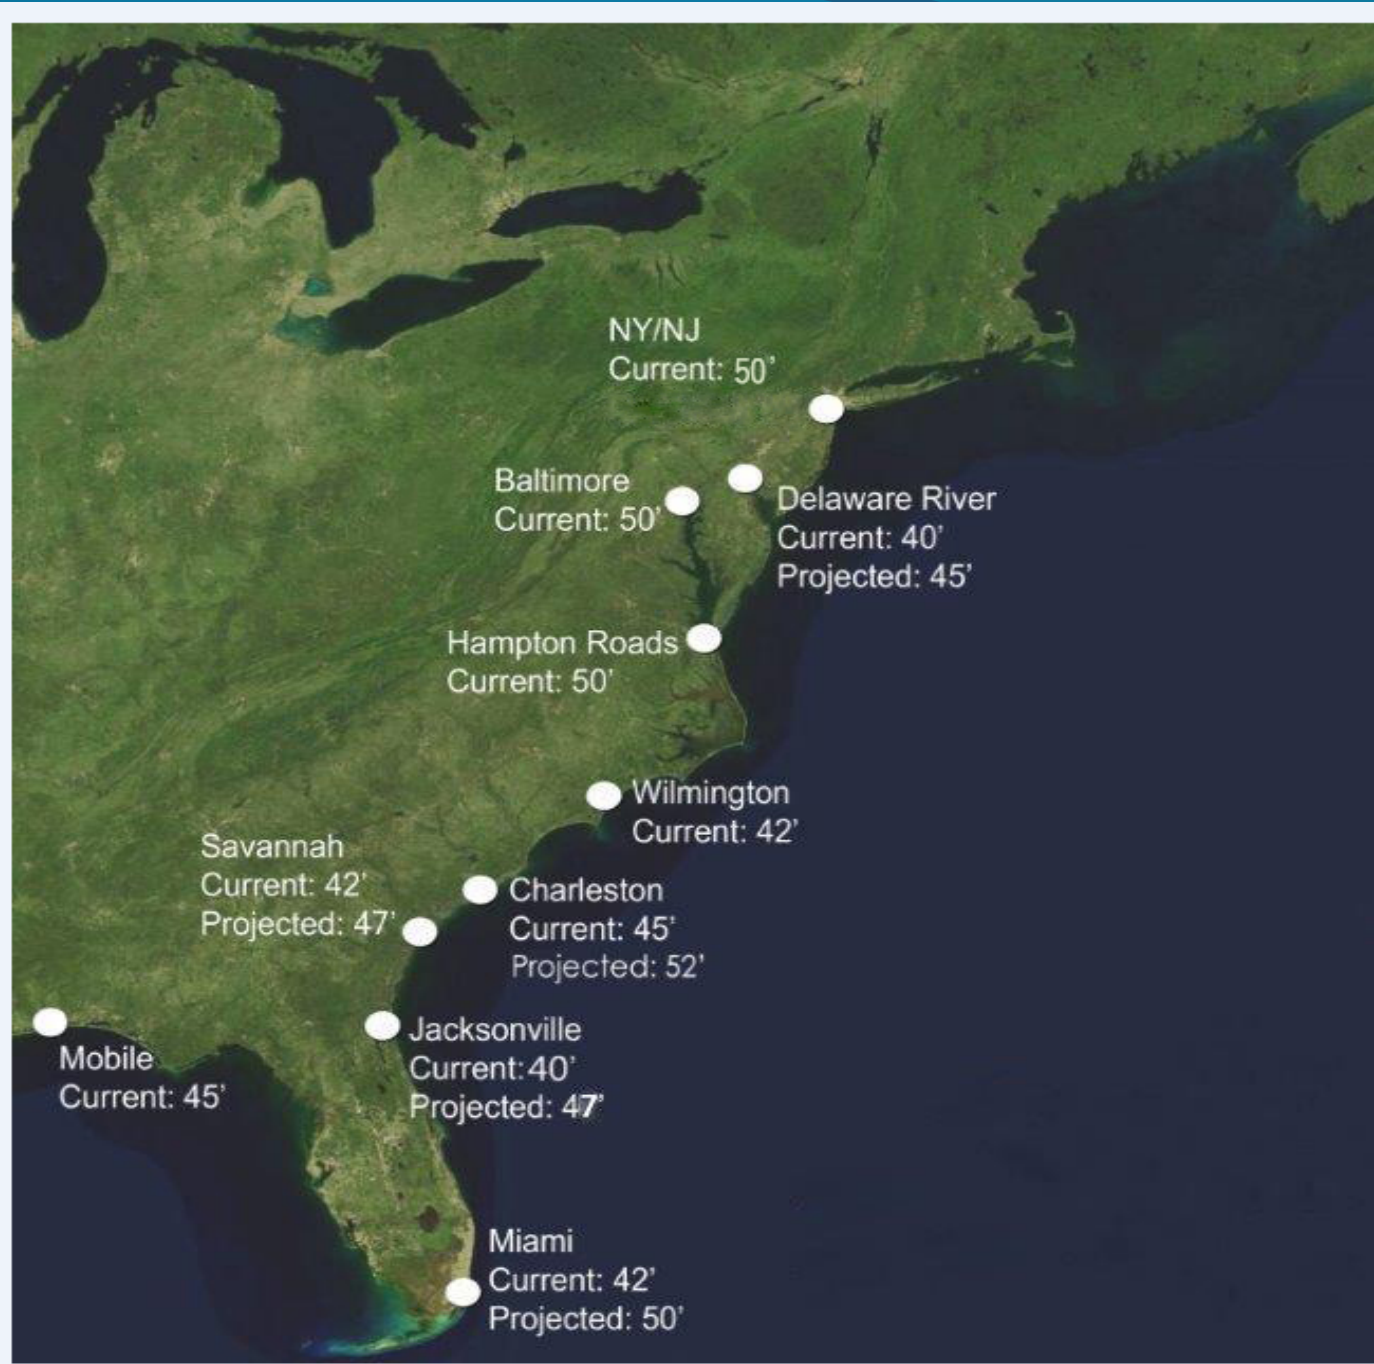 NY/NJ
Current: 50’
Baltimore
Current: 50’
Delaware River
Current: 40’
Projected: 45’
Hampton Roads
Current: 50’
Wilmington
Current: 42’
Savannah
Current: 42’
Projected: 47’
Charleston
Current: 45’
Projected: 52’
Mobile
Current: 45’
Jacksonville
Current: 40’
Projected: 47’
Miami
Current: 42’
Projected: 50’